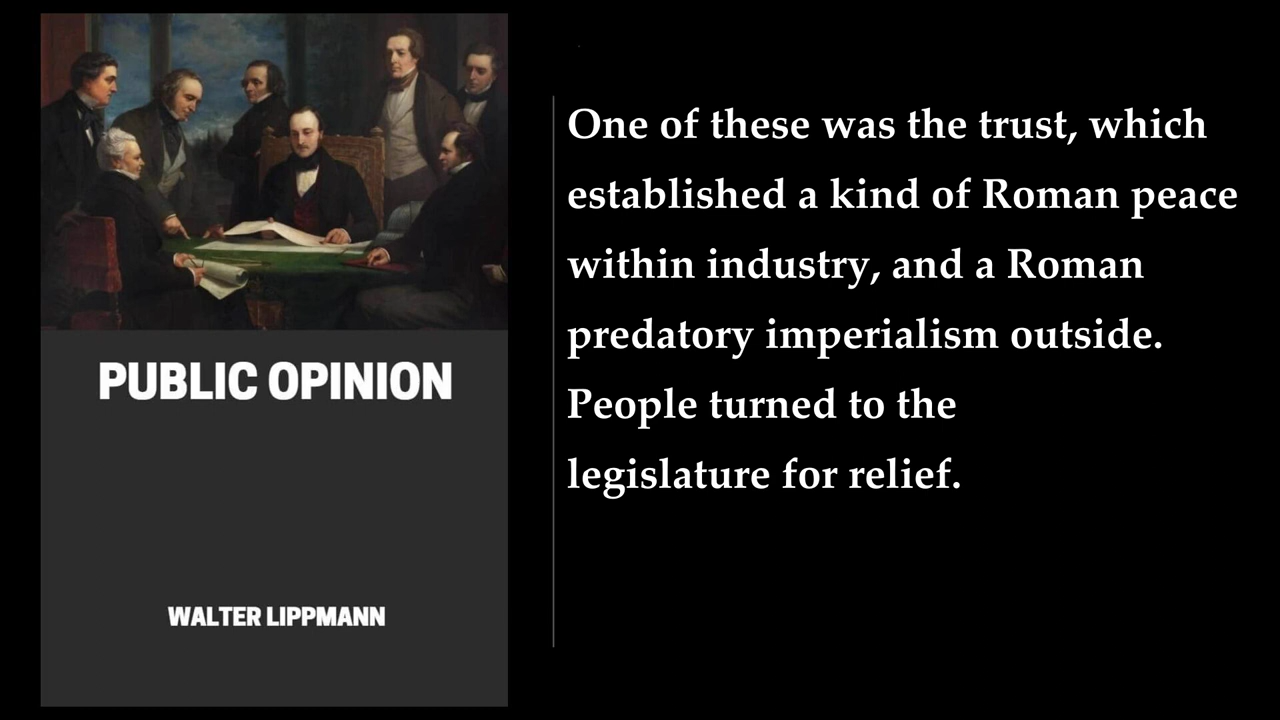 PUBLIC OPINION
WALTER LIPPMANN
One of these was the trust, which
established a kind of Roman peace
within industry, and a Roman
predatory imperialism outside.
People turned to the
legislature for relief.